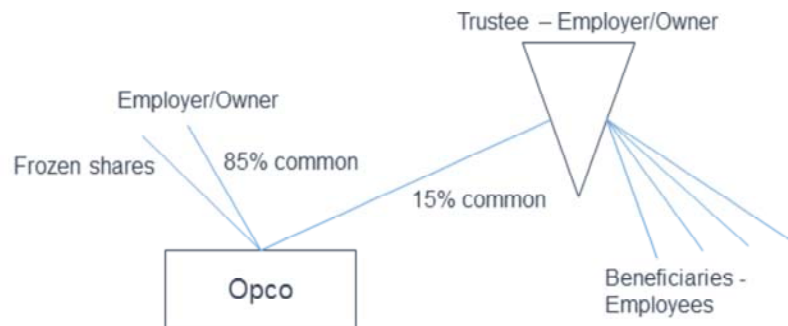 Trustee – Employer/Owner
Employer/Owner
Frozen shares
85% common
15% common
Opco
Beneficiaries -
Employees